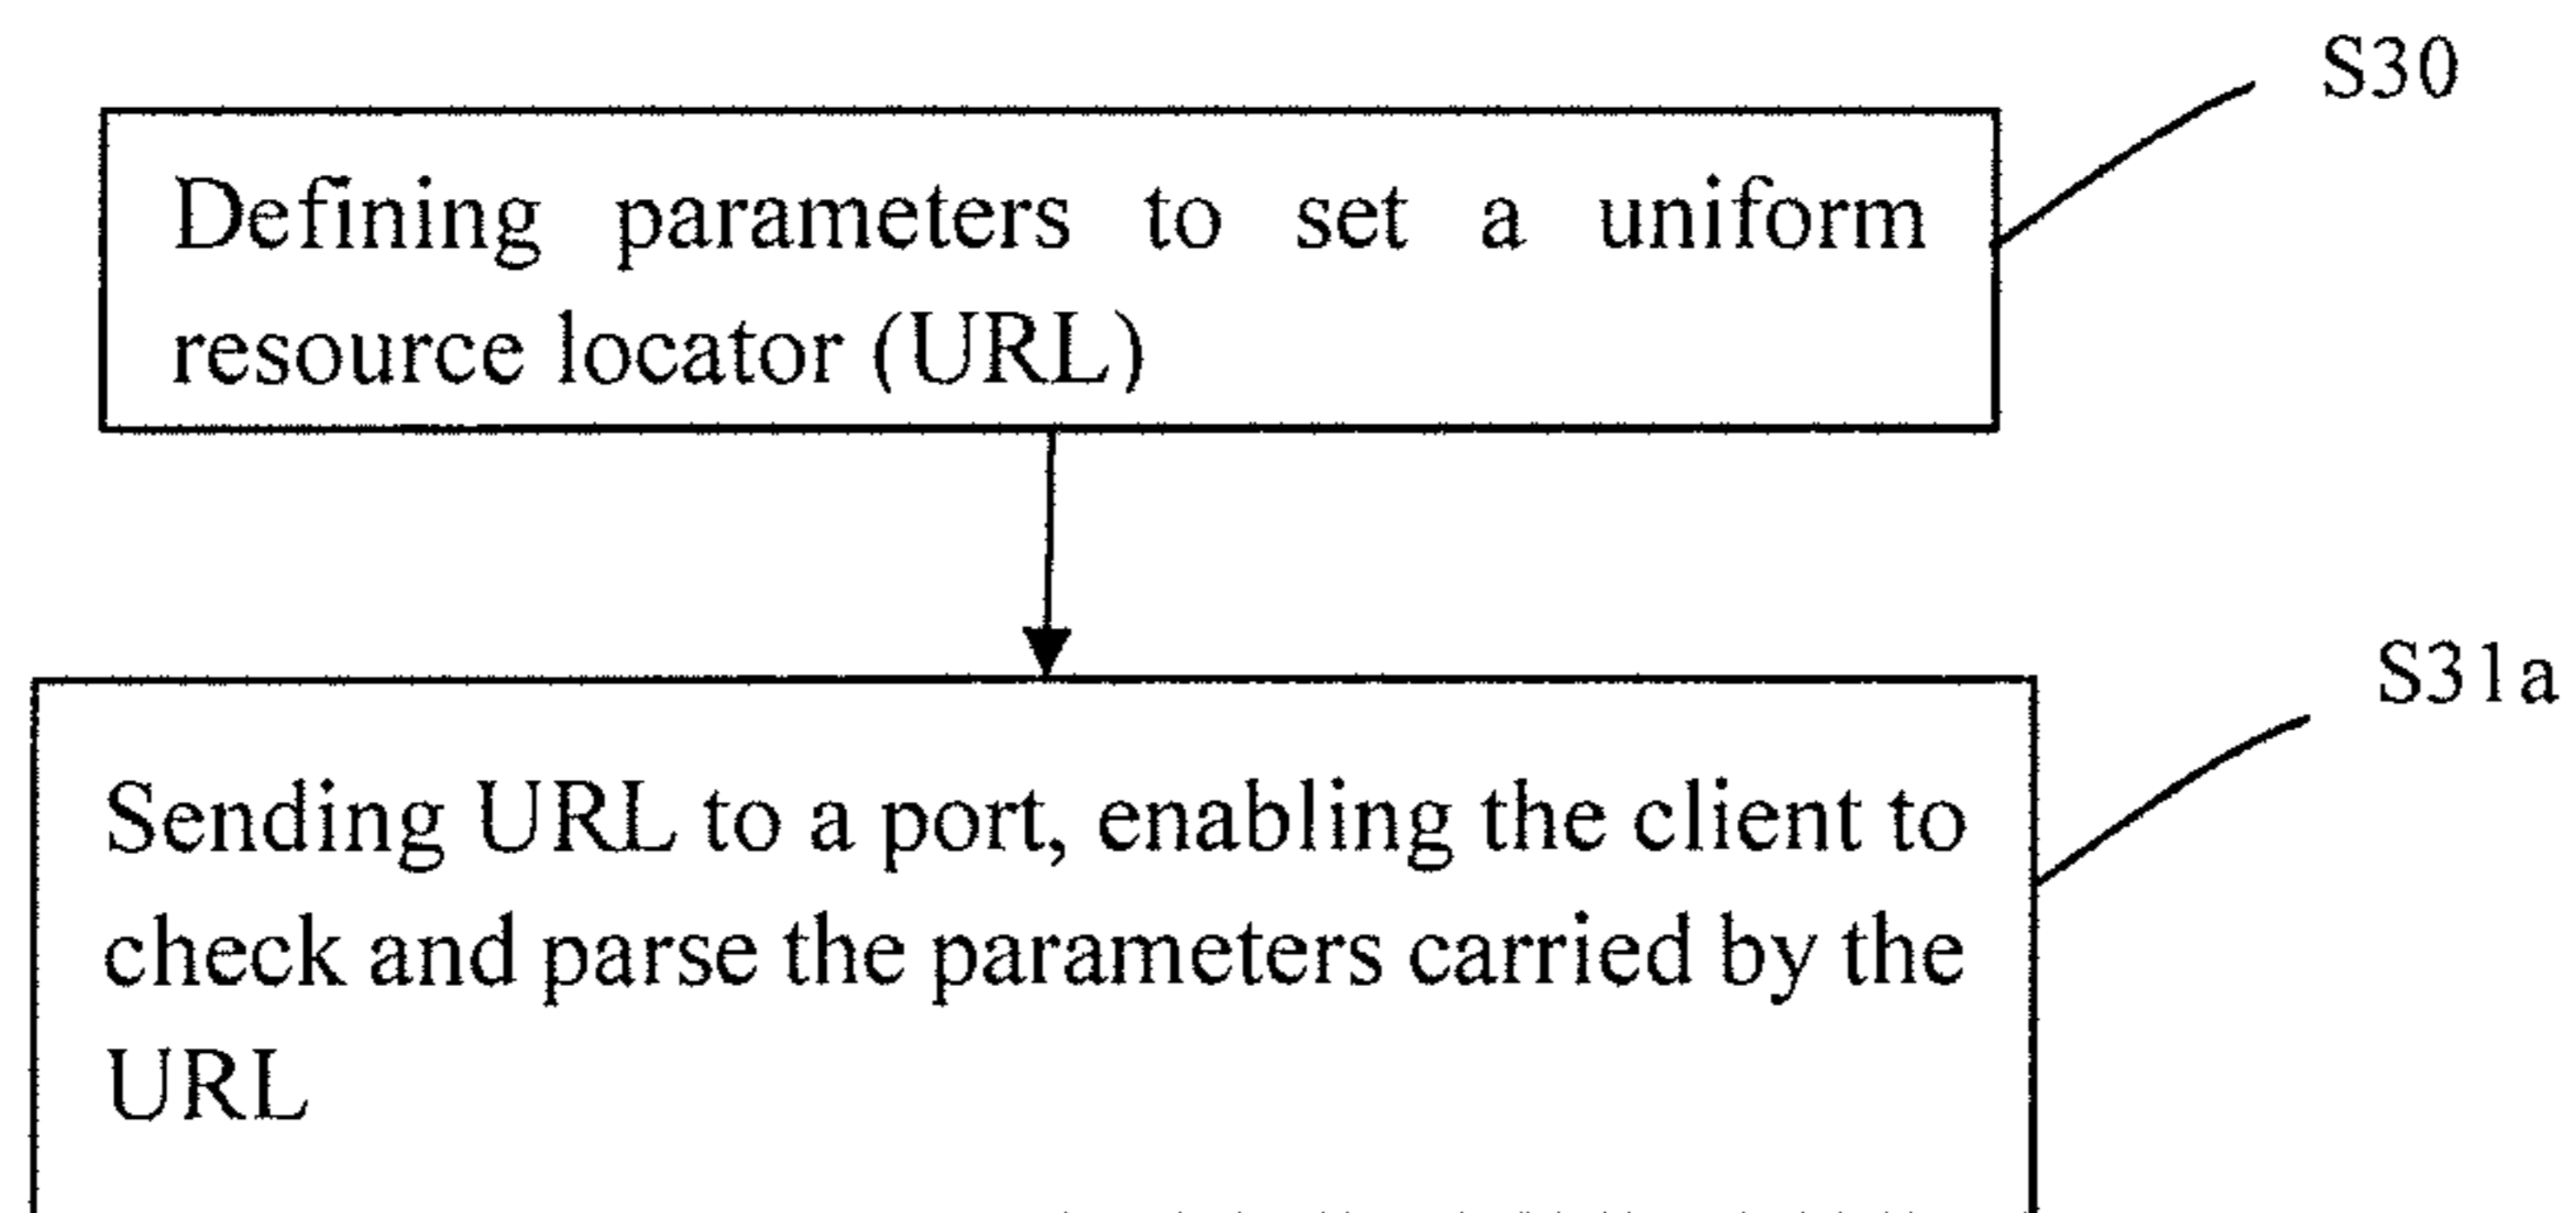 S30
Defining parameters to set a uniform
resource locator (URL)
S31a
Sending URL to a port, enabling the client to
check and parse the parameters carried by the
URL